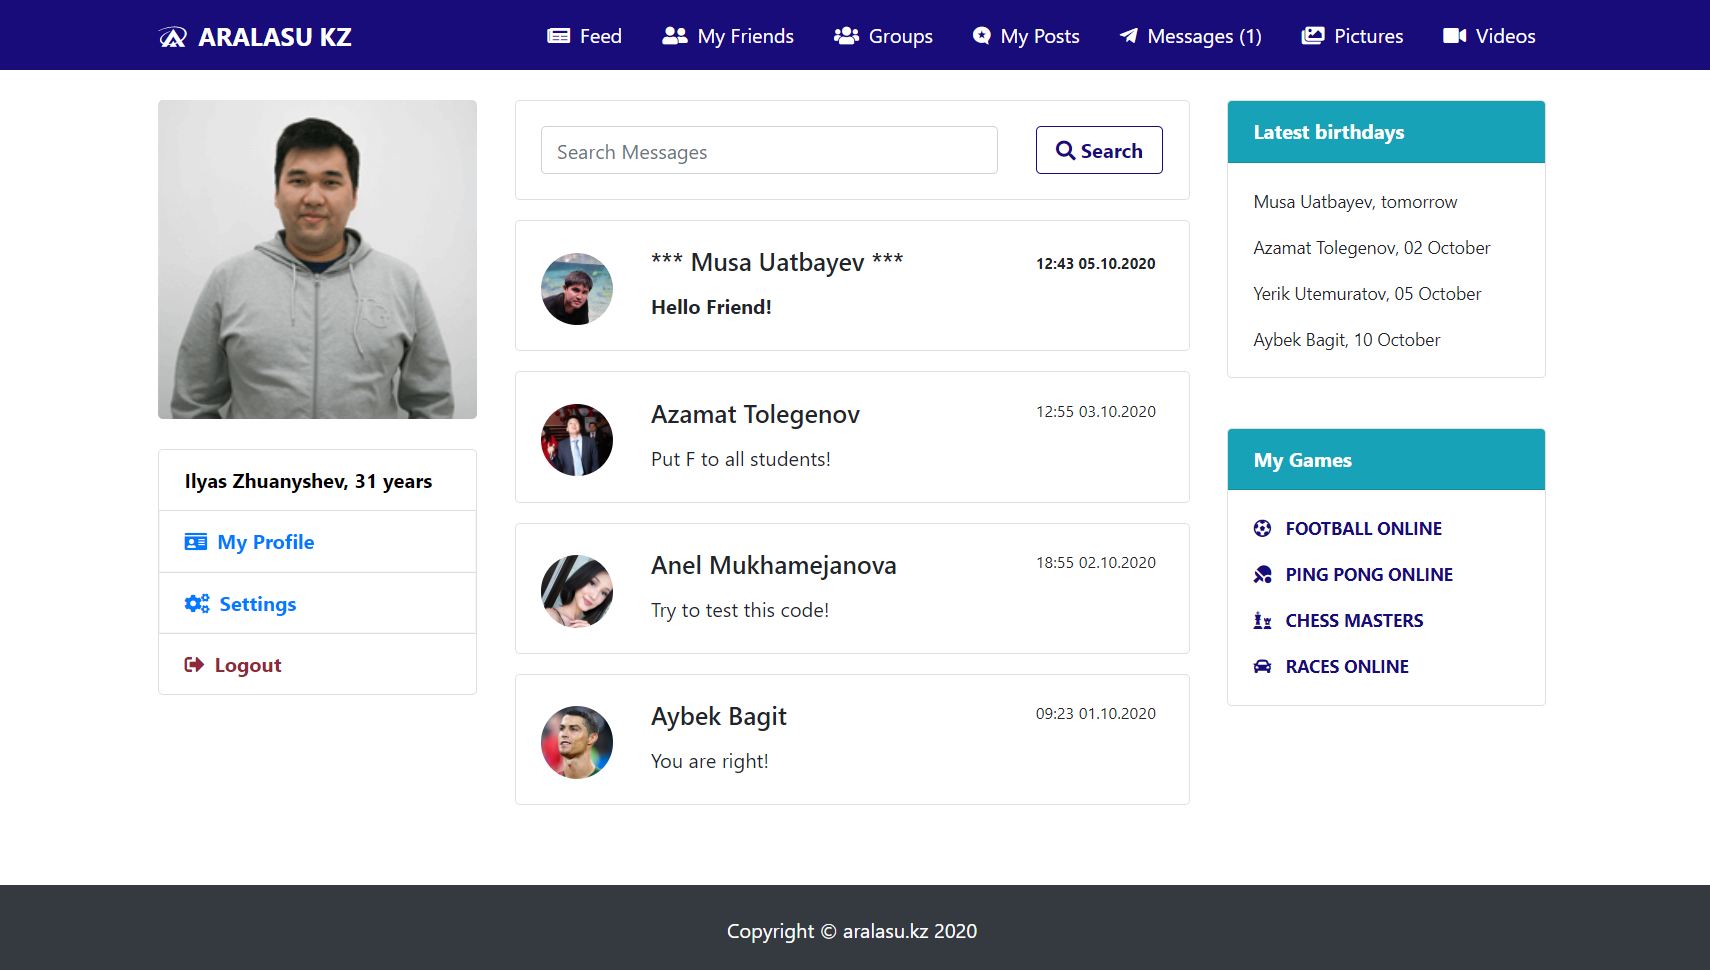 ARALASU KZ
Feed
My Friends
Groups
My Posts
Messages (1)
Pictures
Videos
Ilyas Zhuanyshev, 31 years
My Profile
Settings
Logout
Search Messages
Search
*** Musa Uatbayev ***
12:43 05.10.2020
Hello Friend!
Azamat Tolegenov
12:55 03.10.2020
Put F to all students!
Anel Mukhamejanova
18:55 02.10.2020
Try to test this code!
Aybek Bagit
09:23 01.10.2020
You are right!
Latest birthdays
Musa Uatbayev, tomorrow
Azamat Tolegenov, 02 October
Yerik Utemuratov, 05 October
Aybek Bagit, 10 October
My Games
FOOTBALL ONLINE
PING PONG ONLINE
CHESS MASTERS
RACES ONLINE
Copyright © aralasu.kz 2020